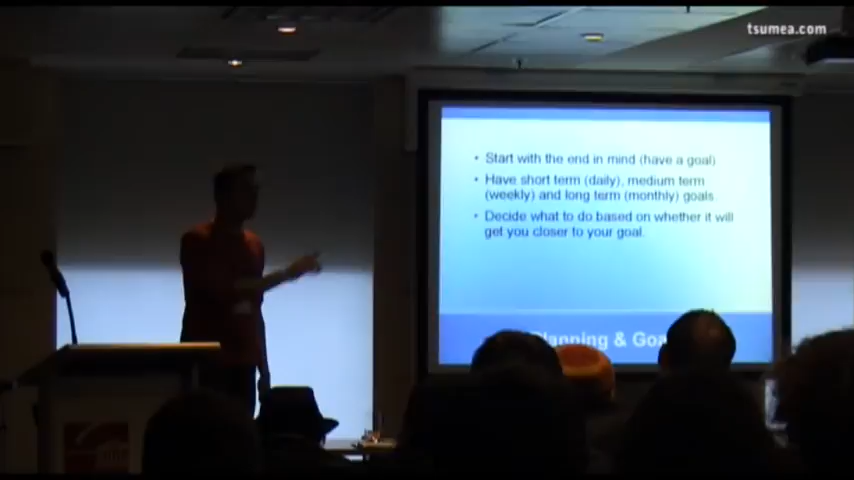 tsumea.com
• Start with the end in mind (have a goal)
• Have short term (daily), medium term
(weekly) and long term (monthly) goals.
• Decide what to do based on whether it will
get you closer to your goal.
Planning & Goa